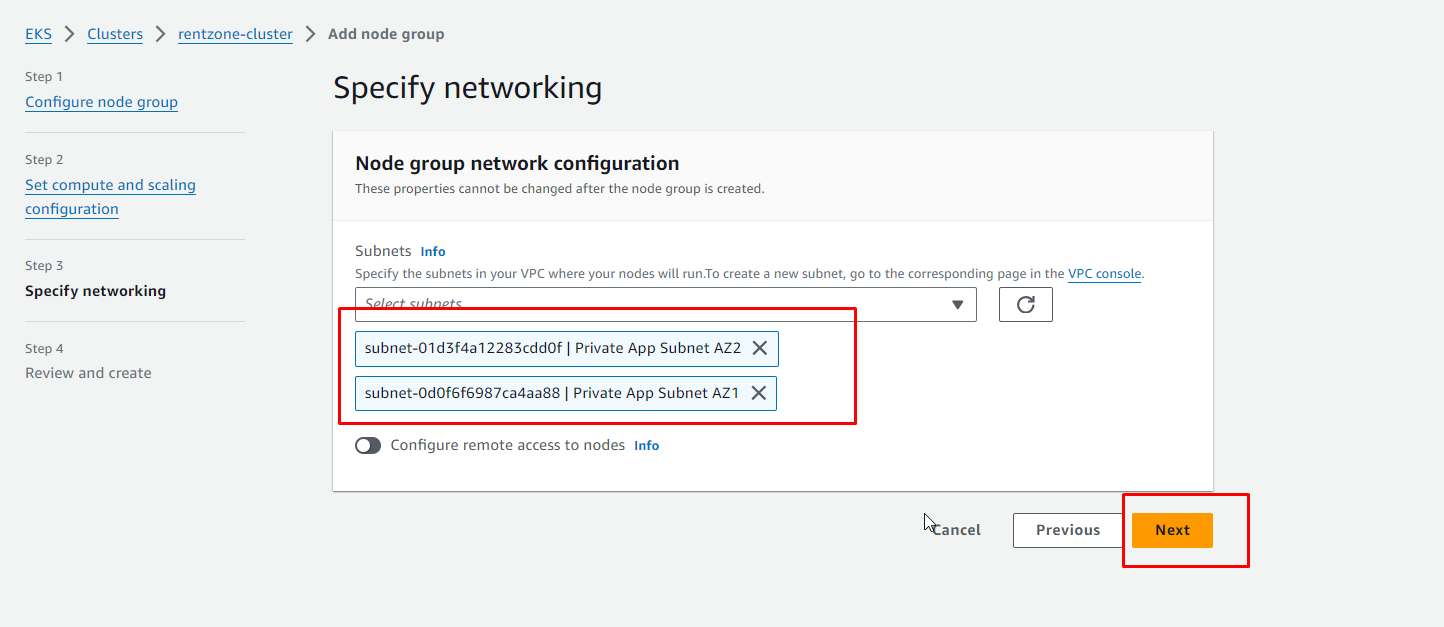 EKS > Clusters > rentzone-cluster > Add node group
Step 1
Configure node group
Step 2
Set compute and scaling
configuration
Step 3
Specify networking
Step 4
Review and create
Specify networking
Node group network configuration
These properties cannot be changed after the node group is created.
Subnets Info
Specify the subnets in your VPC where your nodes will run.To create a new subnet, go to the corresponding page in the VPC console.
Select subnets
subnet-01d3f4a12283cdd0f | Private App Subnet AZ2
subnet-0d0f6f6987ca4aa88 | Private App Subnet AZ1
Configure remote access to nodes Info
Cancel Previous Next